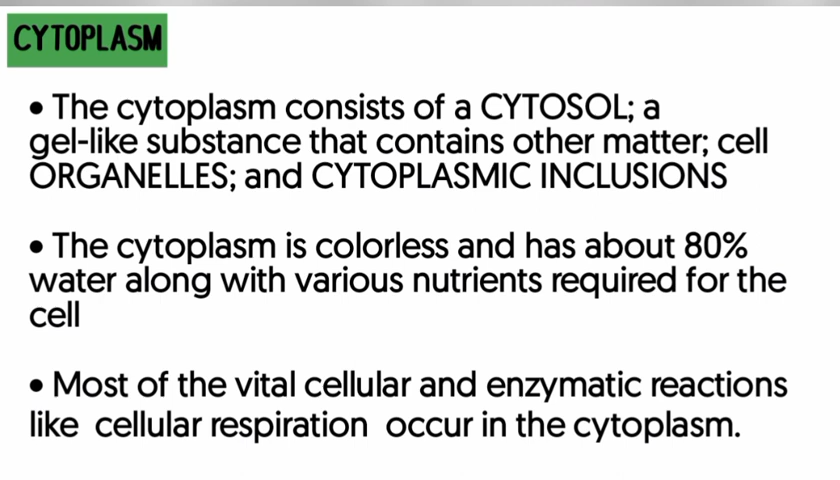 CYTOPLASM
• The cytoplasm consists of a CYTOSOL; a
gel-like substance that contains other matter; cell
ORGANELLES; and CYTOPLASMIC INCLUSIONS
• The cytoplasm is colorless and has about 80%
water along with various nutrients required for the
cell
• Most of the vital cellular and enzymatic reactions
like cellular respiration occur in the cytoplasm.